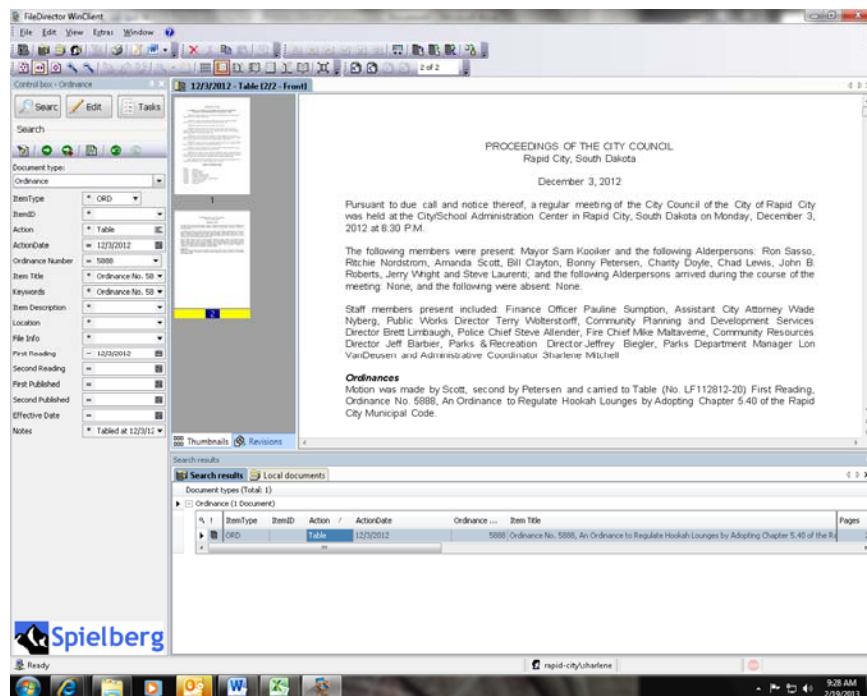 FileDirector WinClient
File Edit View Extras Window
2 of 2
Control box - Ordinance
Searc Edit Tasks
Search
Document type:
Ordinance
ItemType * ORD
ItemID *
Action * Table
ActionDate = 12/3/2012
Ordinance Number = 5888
Item Title * Ordinance No. 58
Keywords * Ordinance No. 58
Item Description *
Location *
File Info *
First Reading = 12/3/2012
Second Reading =
First Published =
Second Published =
Effective Date =
Notes * Tabled at 12/3/12
Spielberg
12/3/2012 - Table (2/2 - Front)
1
2
Thumbnails Revisions
PROCEEDINGS OF THE CITY COUNCIL
Rapid City, South Dakota
December 3, 2012
Pursuant to due call and notice thereof, a regular meeting of the City Council of the City of Rapid City
was held at the City/School Administration Center in Rapid City, South Dakota on Monday, December 3,
2012 at 6:30 P.M.
The following members were present: Mayor Sam Kooiker and the following Alderpersons: Ron Sasso,
Ritchie Nordstrom, Amanda Scott, Bill Clayton, Bonny Petersen, Charity Doyle, Chad Lewis, John B.
Roberts, Jerry Wright and Steve Laurenti; and the following Alderpersons arrived during the course of the
meeting: None; and the following were absent: None.
Staff members present included: Finance Officer Pauline Sumption, Assistant City Attorney Wade
Nyberg, Public Works Director Terry Wolterstorff, Community Planning and Development Services
Director Brett Limbaugh, Police Chief Steve Allender, Fire Chief Mike Maltaverne, Community Resources
Director Jeff Barbier, Parks & Recreation Director Jeffrey Biegler, Parks Department Manager Lon
VanDeusen and Administrative Coordinator Sharlene Mitchell
Ordinances
Motion was made by Scott, second by Petersen and carried to Table (No. LF112812-20) First Reading,
Ordinance No. 5888, An Ordinance to Regulate Hookah Lounges by Adopting Chapter 5.40 of the Rapid
City Municipal Code.
Search results
Search results Local documents
Document types (Total: 1)
Ordinance (1 Document)
! ItemType ItemID Action / ActionDate Ordinance ... Item Title Pages
ORD Table 12/3/2012 5888 Ordinance No. 5888, An Ordinance to Regulate Hookah Lounges by Adopting Chapter 5.40 of the Ra
Ready
rapid-city\sharlene
9:28 AM
2/19/2013